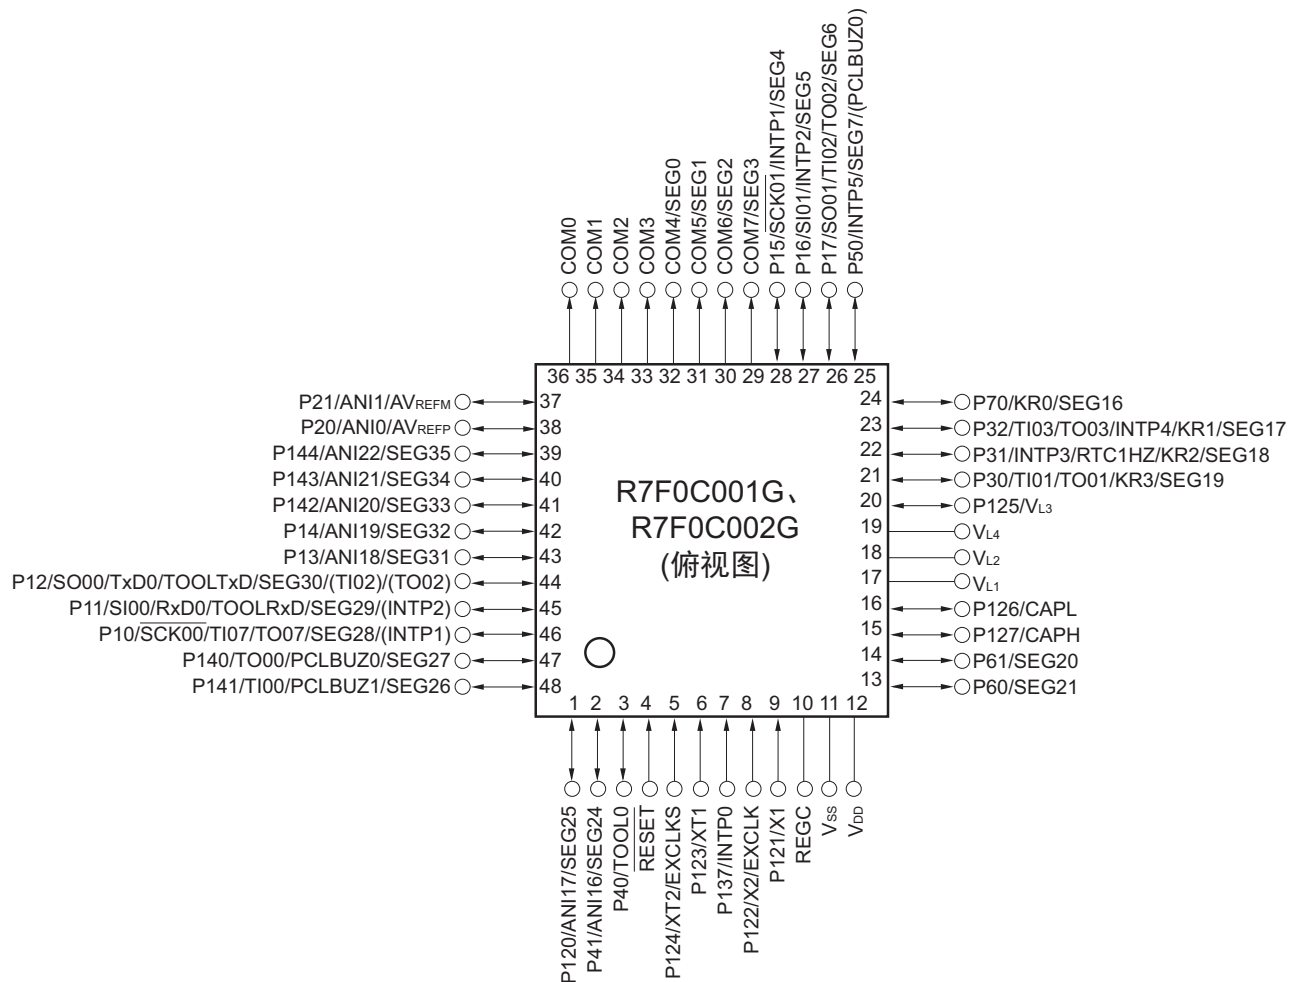 COM0
COM1
COM2
COM3
COM4/SEG0
COM5/SEG1
COM6/SEG2
COM7/SEG3
P15/SCK01/INTP1/SEG4
P16/SI01/INTP2/SEG5
P17/SO01/TI02/TO02/SEG6
P50/INTP5/SEG7/(PCLBUZ0)
36 35 34 33 32 31 30 29 28 27 26 25
P21/ANI1/AVREFM 37
P20/ANI0/AVREFP 38
P144/ANI22/SEG35 39
P143/ANI21/SEG34 40
P142/ANI20/SEG33 41
P14/ANI19/SEG32 42
P13/ANI18/SEG31 43
P12/SO00/TxD0/TOOLTxD/SEG30/(TI02)/(TO02) 44
P11/SI00/RxD0/TOOLRxD/SEG29/(INTP2) 45
P10/SCK00/TI07/TO07/SEG28/(INTP1) 46
P140/TO00/PCLBUZ0/SEG27 47
P141/TI00/PCLBUZ1/SEG26 48
R7F0C001G、
R7F0C002G
(俯视图)
24 P70/KR0/SEG16
23 P32/TI03/TO03/INTP4/KR1/SEG17
22 P31/INTP3/RTC1HZ/KR2/SEG18
21 P30/TI01/TO01/KR3/SEG19
20 P125/VL3
19 VL4
18 VL2
17 VL1
16 P126/CAPL
15 P127/CAPH
14 P61/SEG20
13 P60/SEG21
1 2 3 4 5 6 7 8 9 10 11 12
P120/ANI17/SEG25
P41/ANI16/SEG24
P40/TOOL0
RESET
P124/XT2/EXCLKS
P123/XT1
P137/INTP0
P122/X2/EXCLK
P121/X1
REGC
VSS
VDD